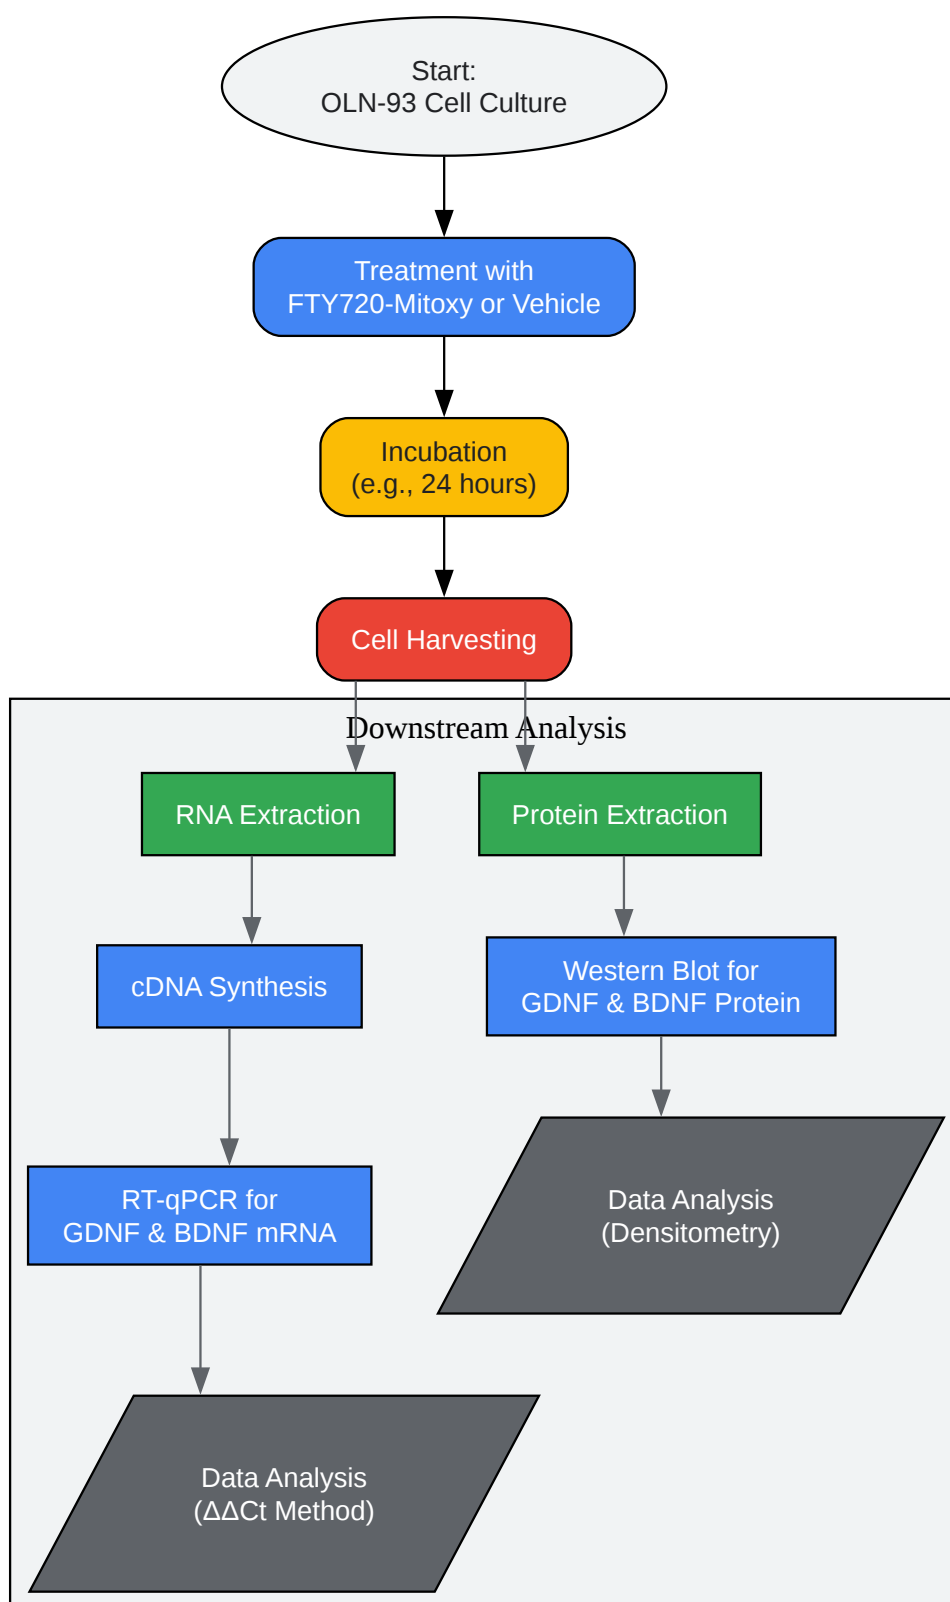 Start:
OLN-93 Cell Culture
Treatment with
FTY720-Mitoxy or Vehicle
Incubation
(e.g., 24 hours)
Cell Harvesting
Downstream Analysis
RNA Extraction
Protein Extraction
cDNA Synthesis
Western Blot for
GDNF & BDNF Protein
RT-qPCR for
GDNF & BDNF mRNA
Data Analysis
(Densitometry)
Data Analysis
(ΔΔCt Method)